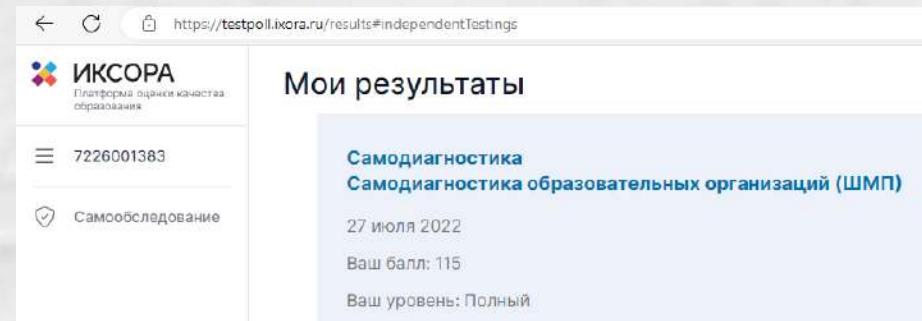 https://testpoll.ixora.ru/results#independentTestings
ИКСОРА
Платформа оценки качества
образования
7226001383
Самообследование
Мои результаты
Самодиагностика
Самодиагностика образовательных организаций (ШМП)
27 июля 2022
Ваш балл: 115
Ваш уровень: Полный